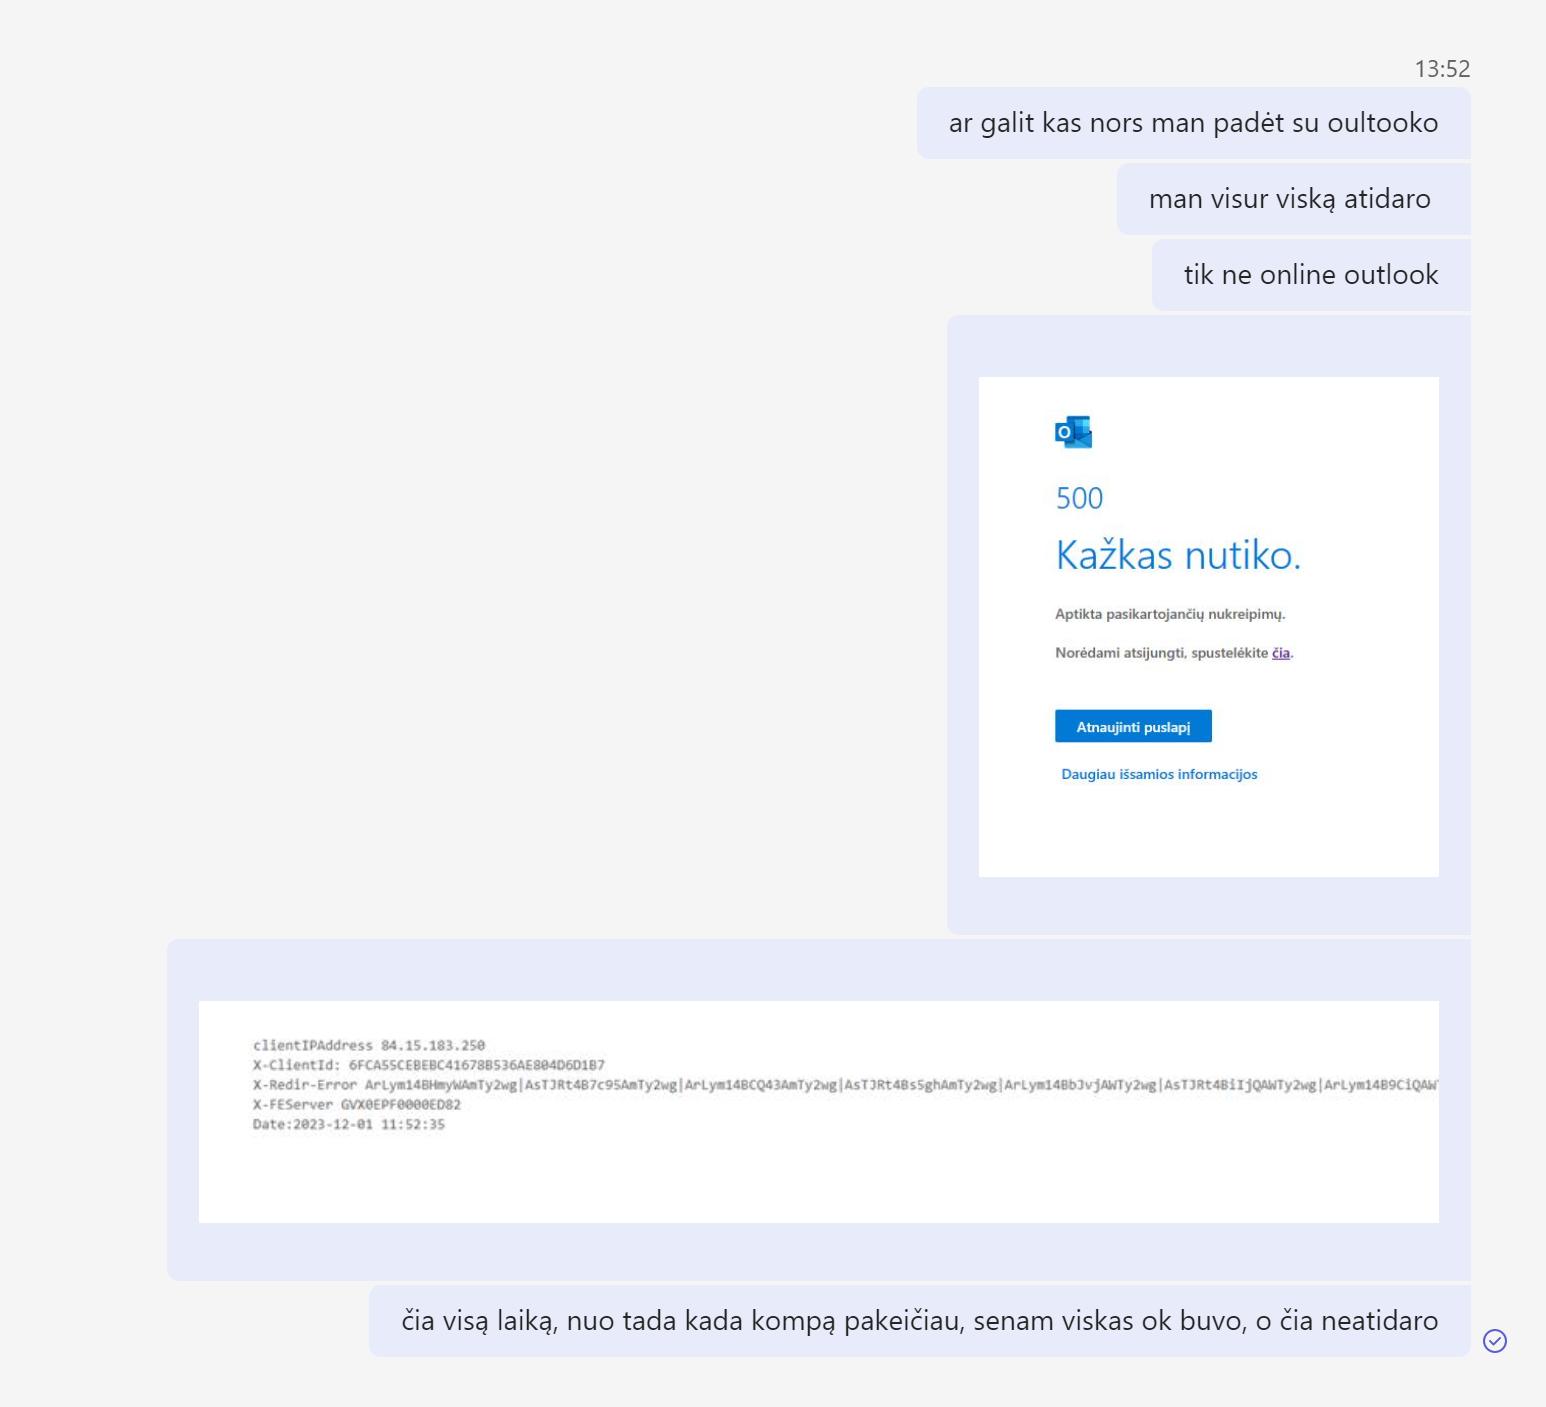 13:52
ar galit kas nors man padėt su oultooko
man visur viską atidaro
tik ne online outlook
500
Kažkas nutiko.
Aptikta pasikartojančių nukreipimų.
Norėdami atsijungti, spustelėkite čia.
Atnaujinti puslapį
Daugiau išsamios informacijos
clientIPAddress 84.15.183.250
X-ClientId: 6FCA55CEBEBC41678B536AE804D6D1B7
X-Redir-Error ArLym14BHmyWAmTy2wg|AsTJRt4B7c95AmTy2wg|ArLym14BCQ43AmTy2wg|AsTJRt4Bs5ghAmTy2wg|ArLym14BbJvjAWTy2wg|AsTJRt4BiIjQAWTy2wg|ArLym14B9CiQAW
X-FEServer GVX0EPF0000ED82
Date:2023-12-01 11:52:35
čia visą laiką, nuo tada kada kompą pakeičiau, senam viskas ok buvo, o čia neatidaro